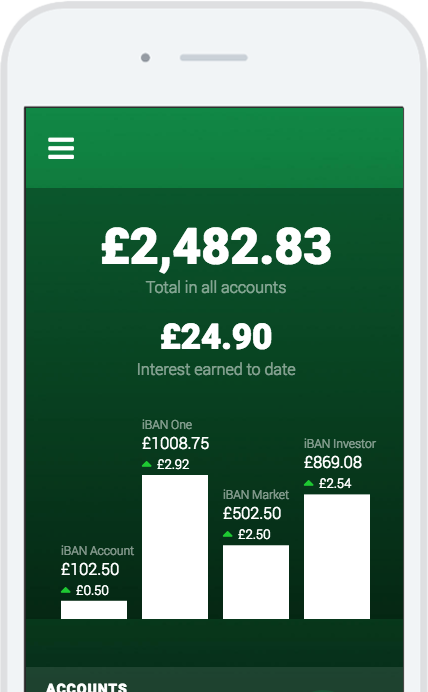 £2,482.83
Total in all accounts
£24.90
Interest earned to date
iBAN Account
£102.50
£0.50
iBAN One
£1008.75
£2.92
iBAN Market
£502.50
£2.50
iBAN Investor
£869.08
£2.54
ACCOUNTS